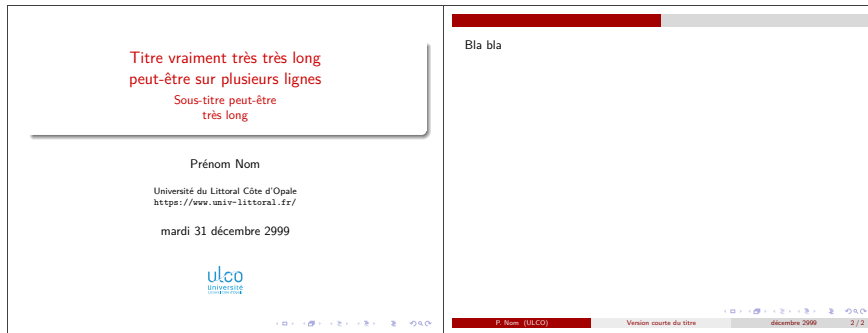 Titre vraiment très très long
peut-être sur plusieurs lignes
Sous-titre peut-être
très long
Prénom Nom
Université du Littoral Côte d'Opale
https://www.univ-littoral.fr/
mardi 31 décembre 2999
ulco
université
Bla bla
P. Nom (ULCO)
Version courte du titre
décembre 2999
2 / 2